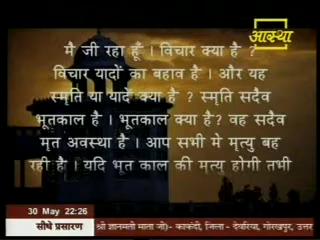 आस्था
मै जी रहा हूँ । विचार क्या है ?
विचार यादों का बहाव है । और यह
स्मृति या यादें क्या है ? स्मृति सदैव
भूतकाल है । भूतकाल क्या है? वह सदैव
मृत अवस्था है । आप सभी मे मृत्यु बह
रही है । यदि भूत काल की मृत्य होगी तभी
30 May 22:26
सीधे प्रसारण श्री ज्ञानमती माता जी)- काकंदी, जिला - देवरिया, गोरखपुर, उत्तर